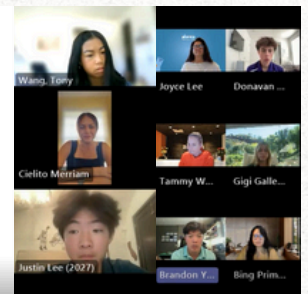 Wang, Tony
Joyce Lee
Donavan ...
Cielito Merriam
Tammy W...
Gigi Galle...
Justin Lee (2027)
Brandon Y...
Bing Prim...